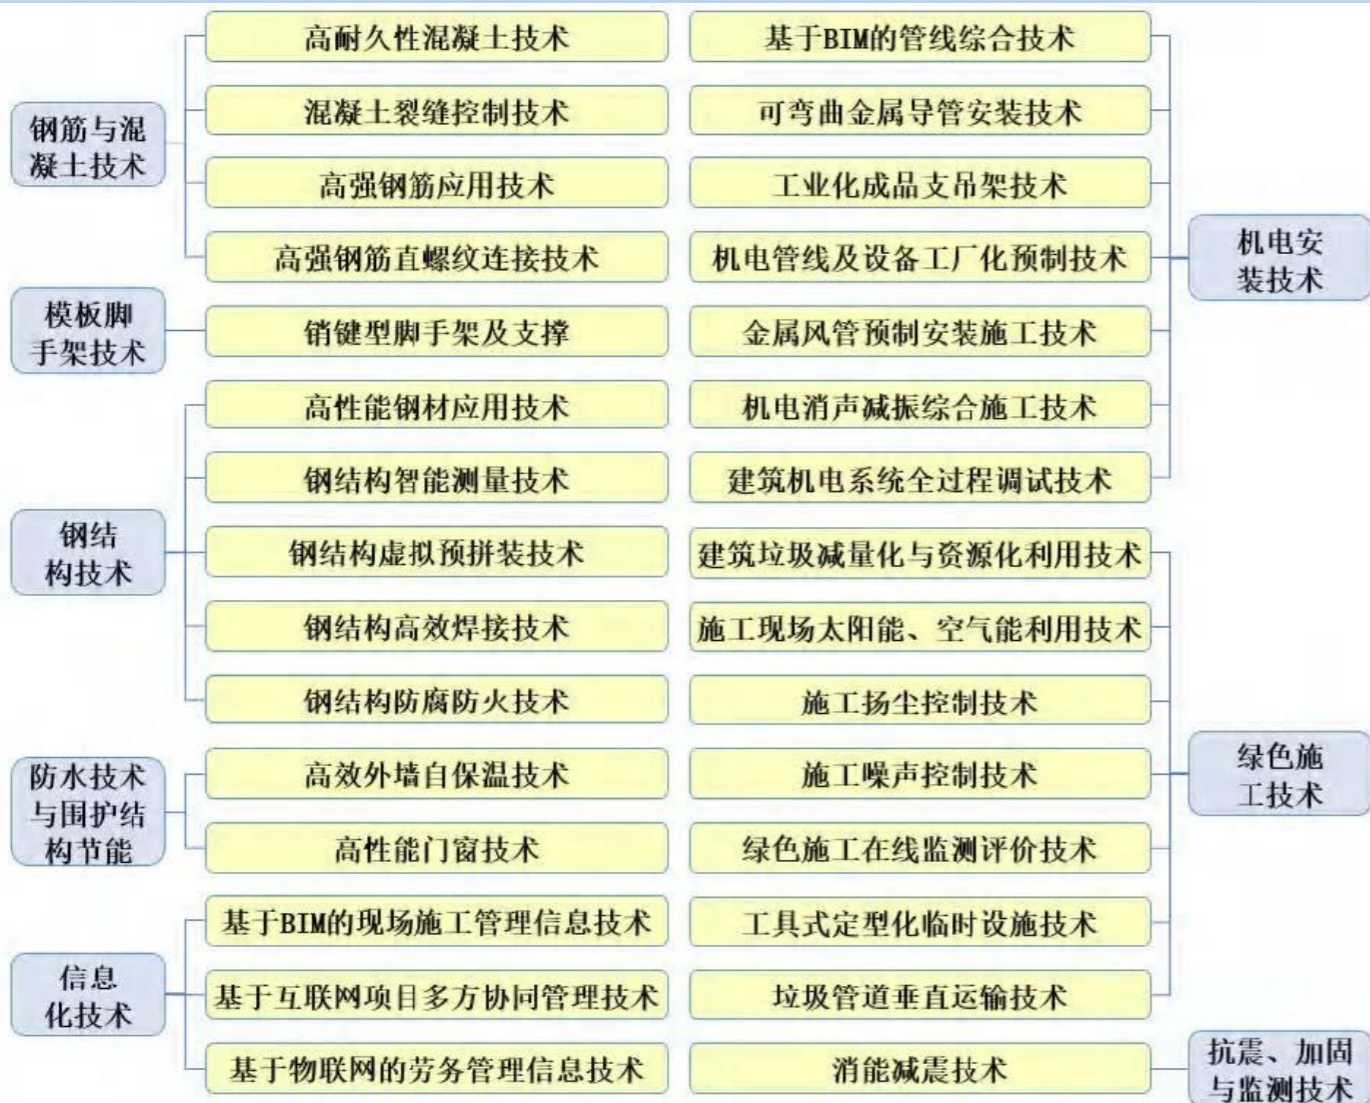 钢筋与混
凝土技术
高耐久性混凝土技术
混凝土裂缝控制技术
高强钢筋应用技术
高强钢筋直螺纹连接技术
模板脚
手架技术
销键型脚手架及支撑
钢结
构技术
高性能钢材应用技术
钢结构智能测量技术
钢结构虚拟预拼装技术
钢结构高效焊接技术
钢结构防腐防火技术
防水技术
与围护结
构节能
高效外墙自保温技术
高性能门窗技术
信息
化技术
基于BIM的现场施工管理信息技术
基于互联网项目多方协同管理技术
基于物联网的劳务管理信息技术
基于BIM的管线综合技术
可弯曲金属导管安装技术
工业化成品支吊架技术
机电管线及设备工厂化预制技术
金属风管预制安装施工技术
机电消声减振综合施工技术
建筑机电系统全过程调试技术
机电安
装技术
建筑垃圾减量化与资源化利用技术
施工现场太阳能、空气能利用技术
施工扬尘控制技术
施工噪声控制技术
绿色施工在线监测评价技术
工具式定型化临时设施技术
垃圾管道垂直运输技术
绿色施
工技术
消能减震技术
抗震、加固
与监测技术